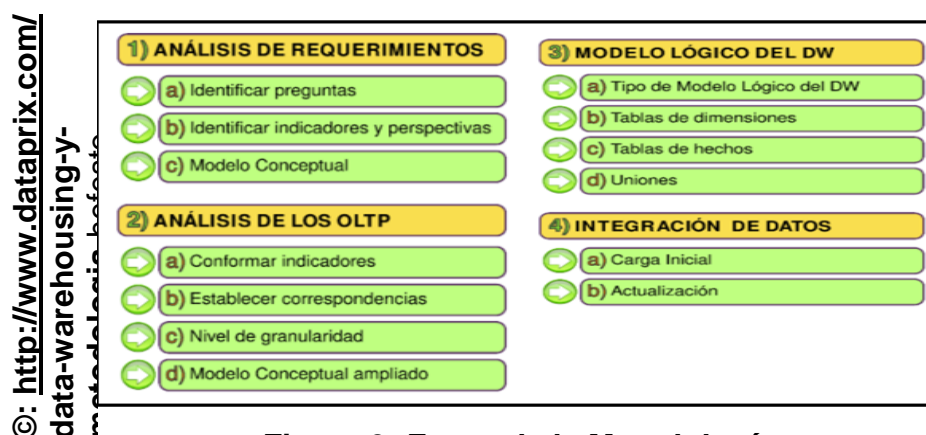 ©: http://www.dataprix.com/
data-warehousing-y-
metodologia-hefesto
1) ANÁLISIS DE REQUERIMIENTOS
a) Identificar preguntas
b) Identificar indicadores y perspectivas
c) Modelo Conceptual
2) ANÁLISIS DE LOS OLTP
a) Conformar indicadores
b) Establecer correspondencias
c) Nivel de granularidad
d) Modelo Conceptual ampliado
3) MODELO LÓGICO DEL DW
a) Tipo de Modelo Lógico del DW
b) Tablas de dimensiones
c) Tablas de hechos
d) Uniones
4) INTEGRACIÓN DE DATOS
a) Carga Inicial
b) Actualización